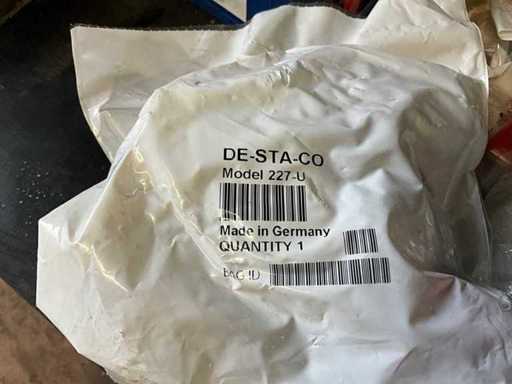 DE-STA-CO
Model 227-U
Made in Germany
QUANTITY 1
BAG ID